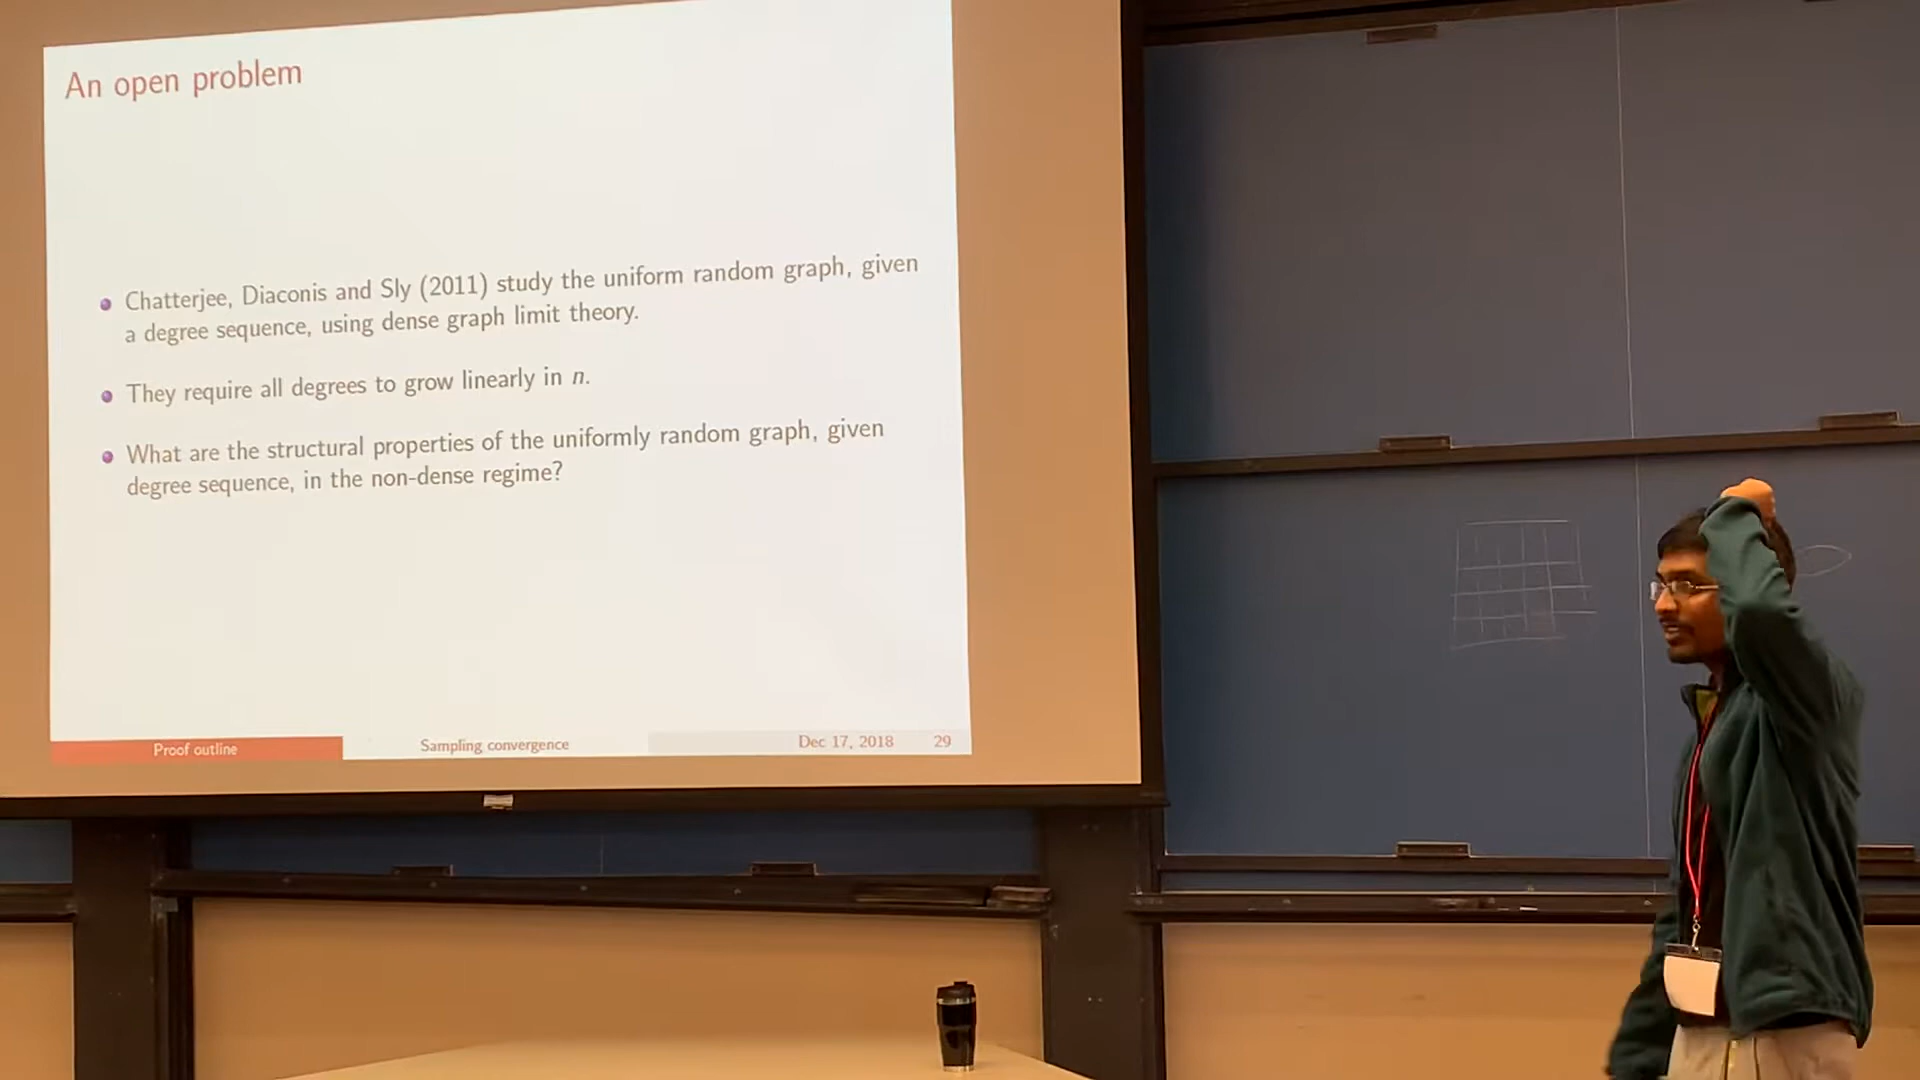 An open problem
Chatterjee, Diaconis and Sly (2011) study the uniform random graph, given
a degree sequence, using dense graph limit theory.
They require all degrees to grow linearly in n.
What are the structural properties of the uniformly random graph, given
degree sequence, in the non-dense regime?
Proof outline
Sampling convergence
Dec 17, 2018
29